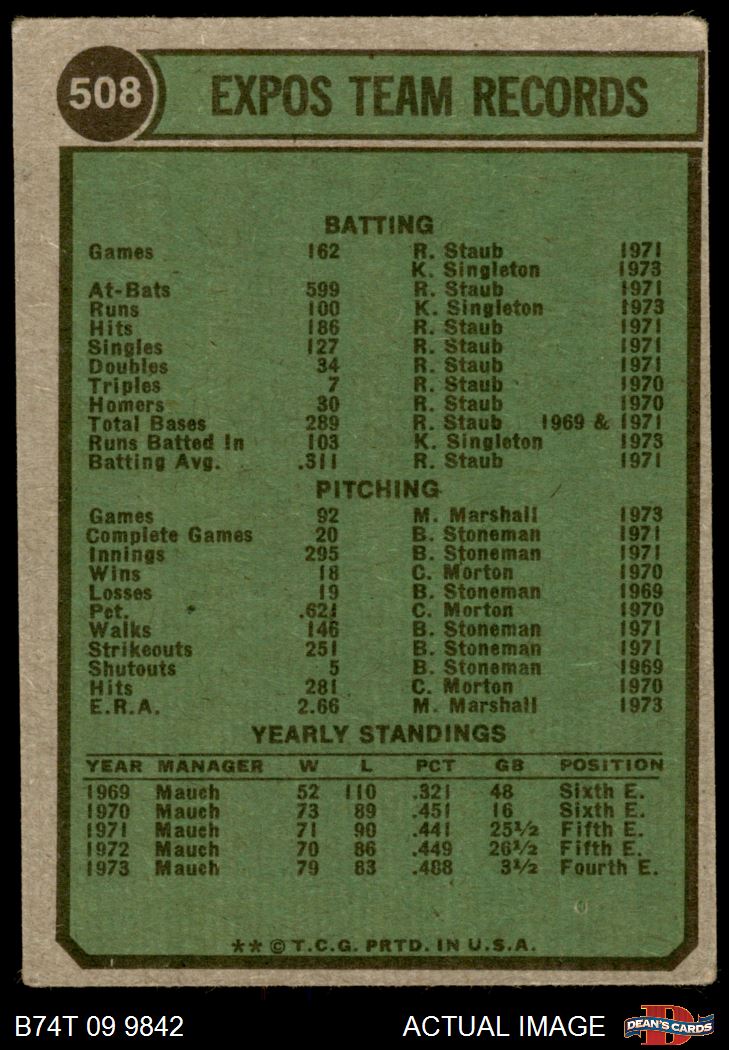 508 EXPOS TEAM RECORDS
BATTING
Games 162 R. Staub 1971
K. Singleton 1973
At-Bats 599 R. Staub 1971
Runs 100 K. Singleton 1973
Hits 186 R. Staub 1971
Singles 127 R. Staub 1971
Doubles 34 R. Staub 1971
Triples 7 R. Staub 1970
Homers 30 R. Staub 1970
Total Bases 289 R. Staub 1969 & 1971
Runs Batted In 103 K. Singleton 1973
Batting Avg. .311 R. Staub 1971
PITCHING
Games 92 M. Marshall 1973
Complete Games 20 B. Stoneman 1971
Innings 295 B. Stoneman 1971
Wins 18 C. Morton 1970
Losses 19 B. Stoneman 1969
Pct. .621 C. Morton 1970
Walks 146 B. Stoneman 1971
Strikeouts 251 B. Stoneman 1971
Shutouts 5 B. Stoneman 1969
Hits 281 C. Morton 1970
E.R.A. 2.66 M. Marshall 1973
YEARLY STANDINGS
YEAR MANAGER W L PCT GB POSITION
1969 Mauch 52 110 .321 48 Sixth E.
1970 Mauch 73 89 .451 16 Sixth E.
1971 Mauch 71 90 .441 25½ Fifth E.
1972 Mauch 70 86 .449 26½ Fifth E.
1973 Mauch 79 83 .488 3½ Fourth E.
** © T.C.G. PRTD. IN U.S.A.
B74T 09 9842 ACTUAL IMAGE DEAN'S CARDS